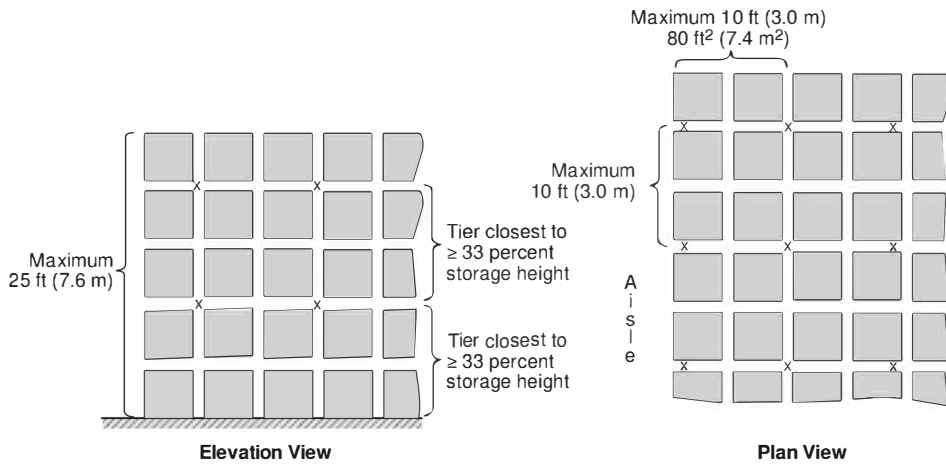 Maximum 10 ft (3.0 m)
80 ft² (7.4 m²)
Maximum
25 ft (7.6 m)
x x
x x
Tier closest to
≥ 33 percent
storage height
Tier closest to
≥ 33 percent
storage height
Elevation View
Maximum
10 ft (3.0 m)
x x x
x x x
x x x
A
i
s
l
e
Plan View